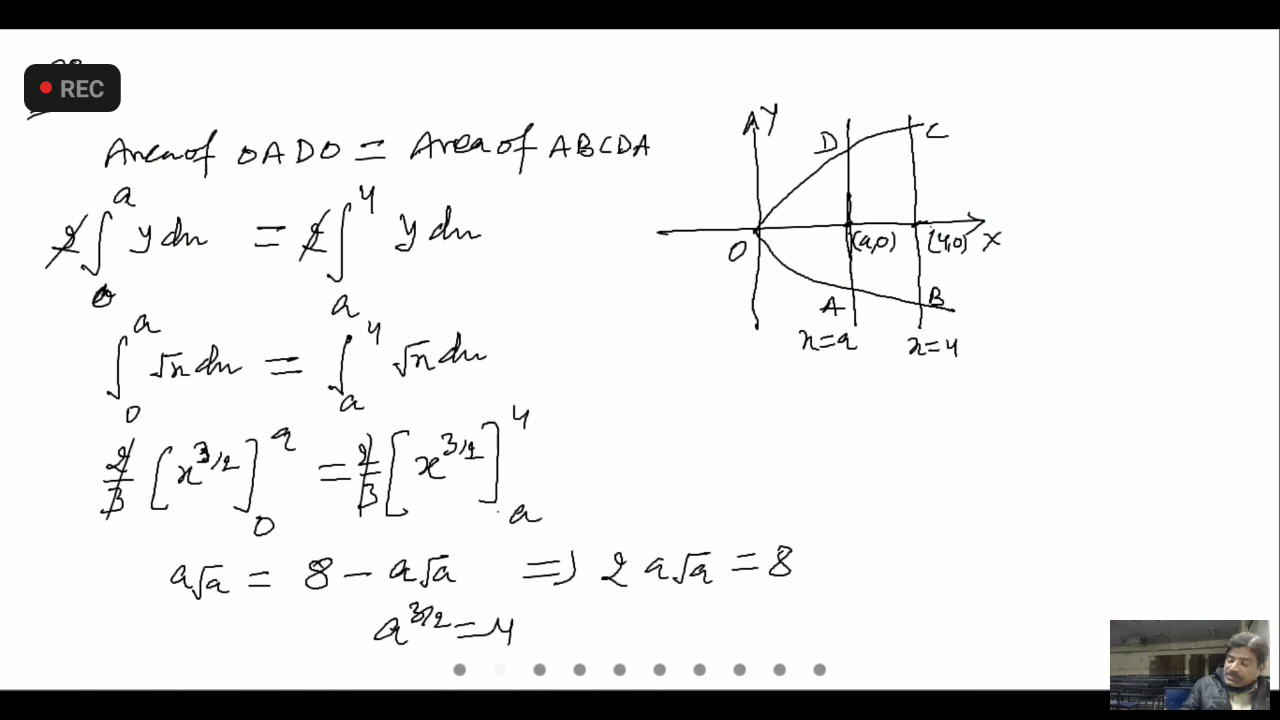 REC
Area of OADO = Area of ABCDA
2∫₀ᵃ y dx = 2∫ₐ⁴ y dx
∫₀ᵃ √x dx = ∫ₐ⁴ √x dx
2/3 [x^3/2]₀ᵃ = 2/3 [x^3/2]ₐ⁴
a√a = 8 - a√a ⇒ 2 a√a = 8
a^3/2 = 4
Y
D C
O (a,0) (4,0) X
A B
x=a x=4